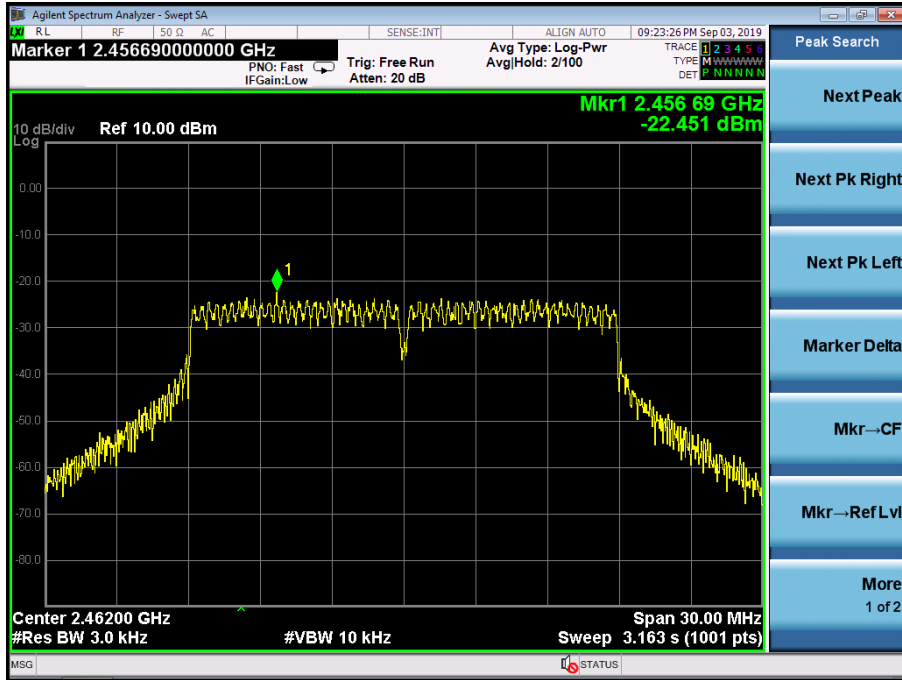 Agilent Spectrum Analyzer - Swept SA
LXI RL RF 50 Ω AC SENSE:INT ALIGN AUTO 09:23:26 PM Sep 03, 2019
Marker 1 2.456690000000 GHz
PNO: Fast
IFGain:Low
Trig: Free Run
Atten: 20 dB
Avg Type: Log-Pwr
Avg|Hold: 2/100
TRACE 1 2 3 4 5 6
TYPE M WWWWW
DET P N N N N N
Peak Search
Mkr1 2.456 69 GHz
-22.451 dBm
10 dB/div Ref 10.00 dBm
Log
0.00
-10.0
-20.0
-30.0
-40.0
-50.0
-60.0
-70.0
-80.0
1
Center 2.46200 GHz Span 30.00 MHz
#Res BW 3.0 kHz #VBW 10 kHz Sweep 3.163 s (1001 pts)
Next Peak
Next Pk Right
Next Pk Left
Marker Delta
Mkr→CF
Mkr→Ref Lvl
More
1 of 2
MSG STATUS